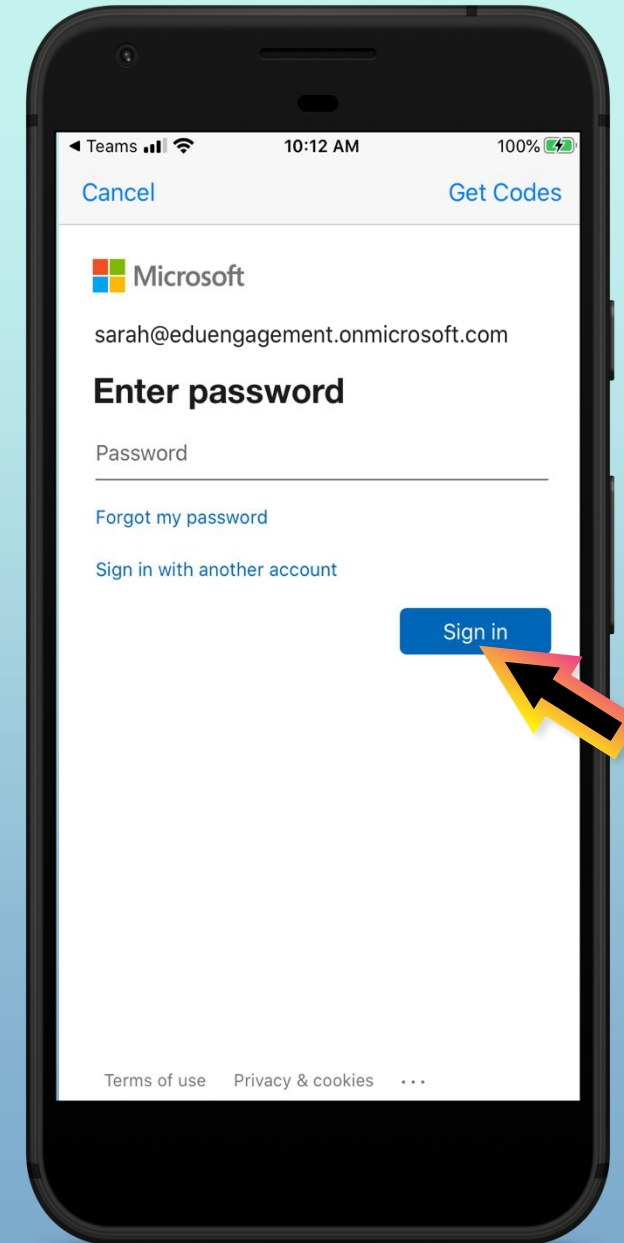 Teams 10:12 AM 100%
Cancel Get Codes
Microsoft
sarah@eduengagement.onmicrosoft.com
Enter password
Password
Forgot my password
Sign in with another account
Sign in
Terms of use Privacy & cookies ...